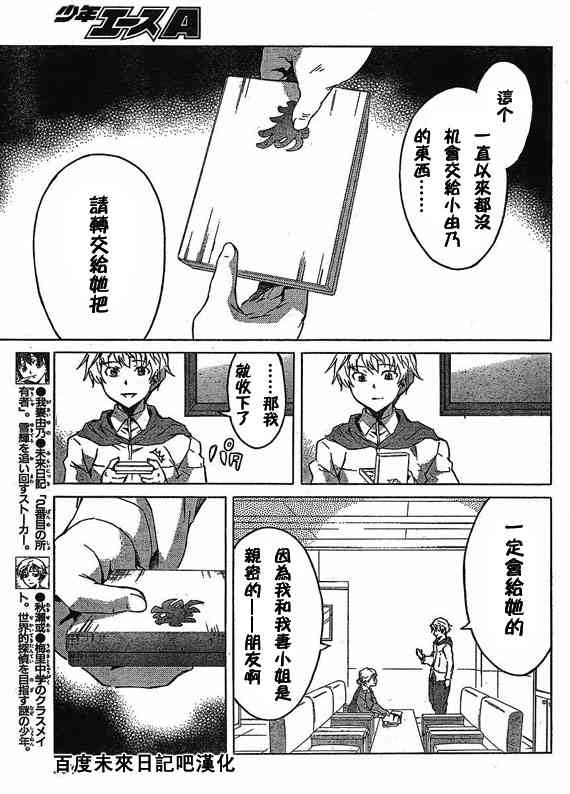 少年エースA
這个
一直以來都沒
机會交給小由乃
的東西……
請轉交給她把
……那我
就收下了
一定會給她的
因為我和我妻小姐是
親密的——朋友啊
●我妻由乃●未来日記『2番目の所
有者』。雪輝を追い回すストーカー。
●秋瀬或●梅里中学のクラスメイ
ト。世界的探偵を目指す謎の少年。
百度未來日記吧漢化